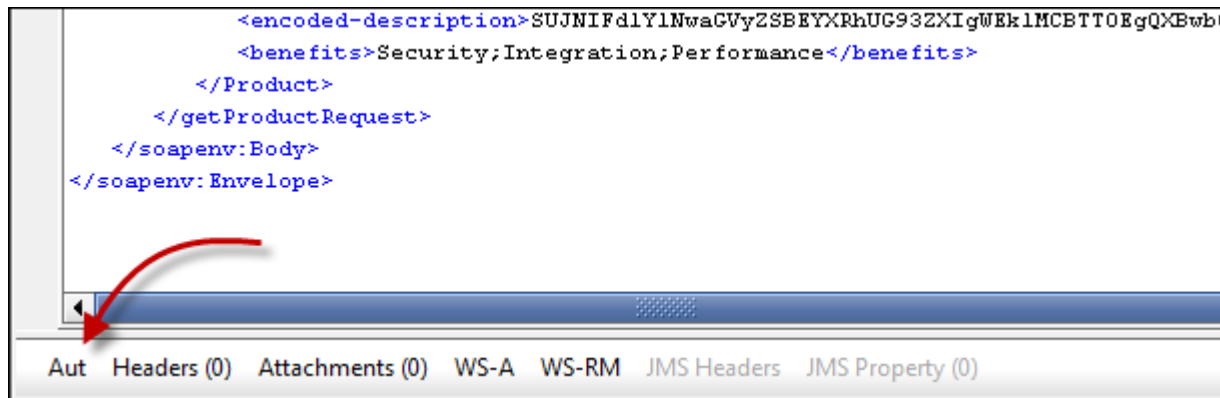 <encoded-description>SUJNIFdlYlNwaGVyZSBEYXRhUG93ZXIgWEk1MCBTT0EgQXBwb
<benefits>Security;Integration;Performance</benefits>
</Product>
</getProductRequest>
</soapenv:Body>
</soapenv:Envelope>
Aut Headers (0) Attachments (0) WS-A WS-RM JMS Headers JMS Property (0)